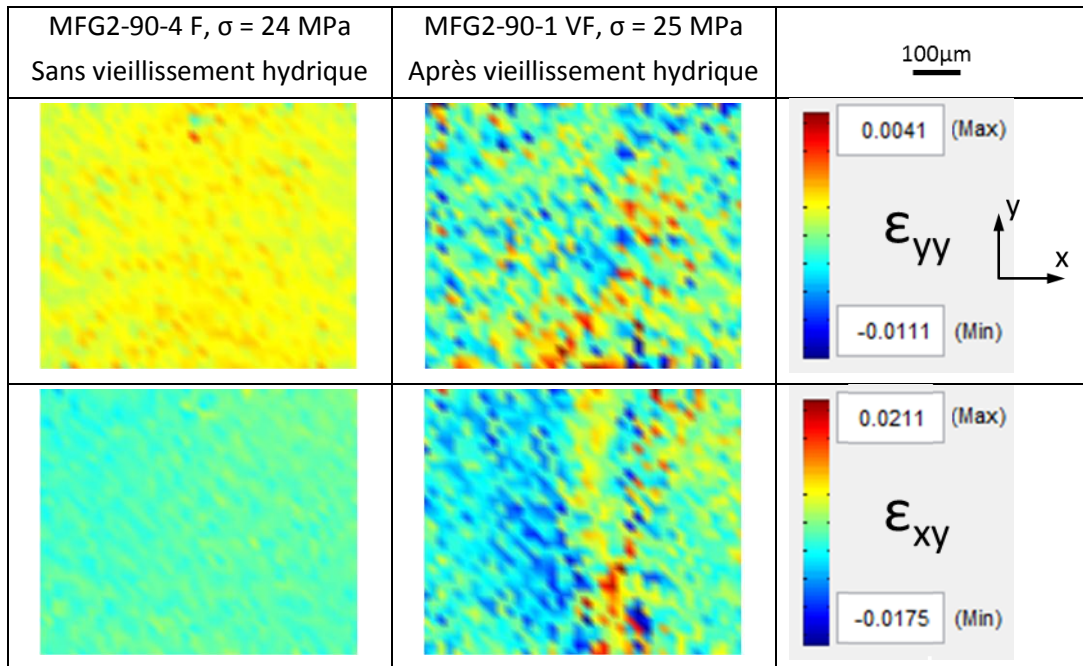 MFG2-90-4 F, σ = 24 MPa
Sans vieillissement hydrique
MFG2-90-1 VF, σ = 25 MPa
Après vieillissement hydrique
100μm
0.0041 (Max)
εyy
y
x
-0.0111 (Min)
0.0211 (Max)
εxy
-0.0175 (Min)